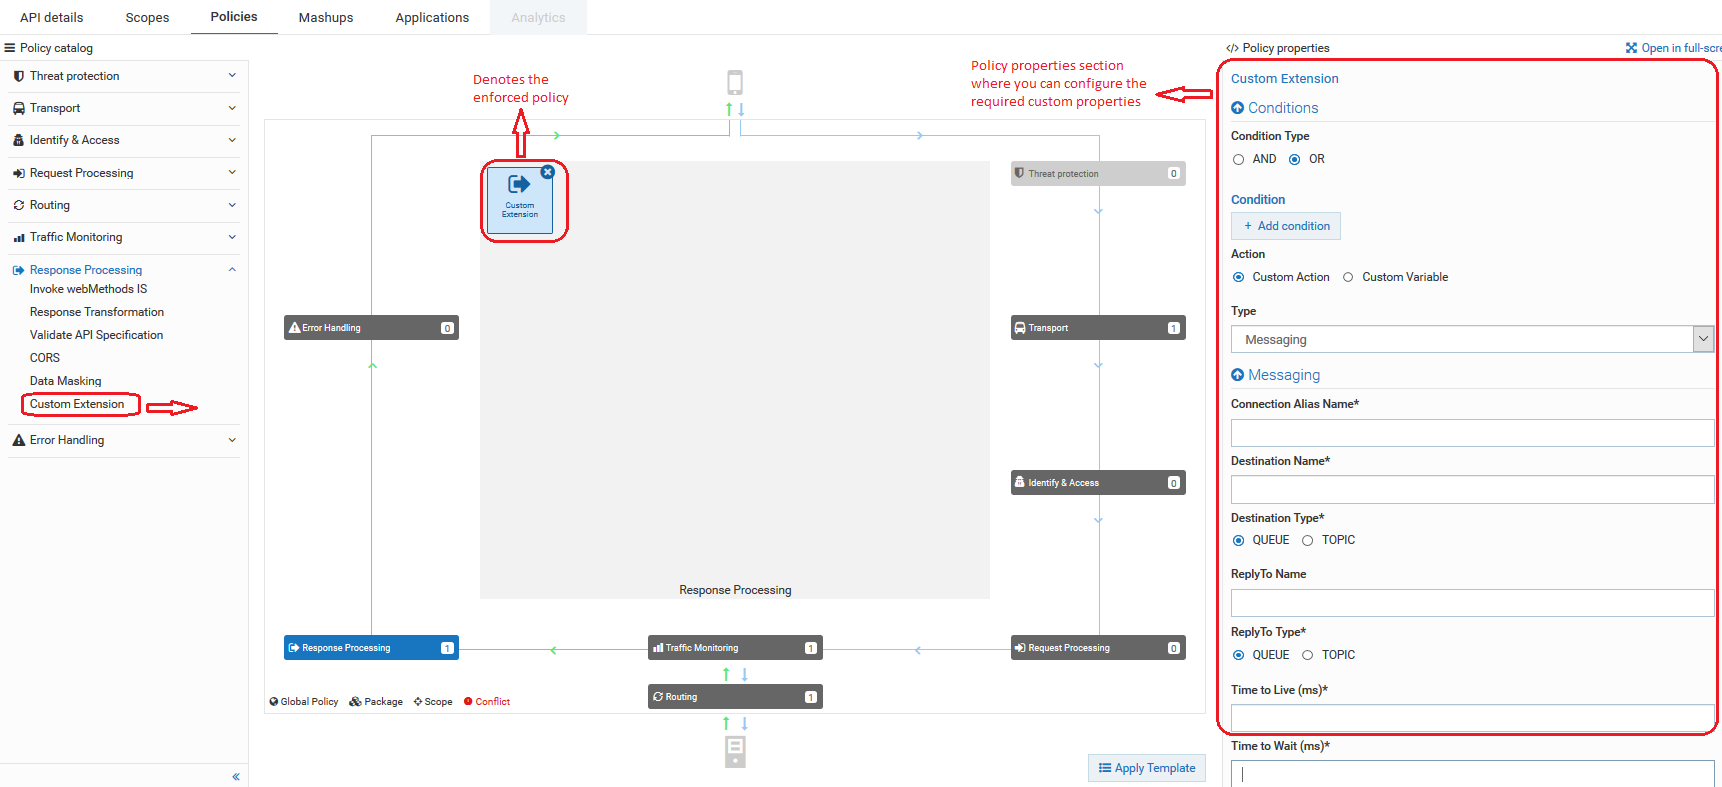 API details
Scopes
Policies
Mashups
Applications
Analytics
Policy catalog
Threat protection
Transport
Identify & Access
Request Processing
Routing
Traffic Monitoring
Response Processing
Invoke webMethods IS
Response Transformation
Validate API Specification
CORS
Data Masking
Custom Extension
Error Handling
«
Denotes the
enforced policy
Policy properties section
where you can configure the
required custom properties
Custom
Extension
Response Processing
Threat protection 0
Error Handling 0
Transport 1
Identify & Access 0
Response Processing 1
Traffic Monitoring 1
Request Processing 0
Routing 1
Global Policy
Package
Scope
Conflict
Apply Template
</> Policy properties
Open in full-scre
Custom Extension
Conditions
Condition Type
AND OR
Condition
+ Add condition
Action
Custom Action Custom Variable
Type
Messaging
Messaging
Connection Alias Name*
Destination Name*
Destination Type*
QUEUE TOPIC
ReplyTo Name
ReplyTo Type*
QUEUE TOPIC
Time to Live (ms)*
Time to Wait (ms)*